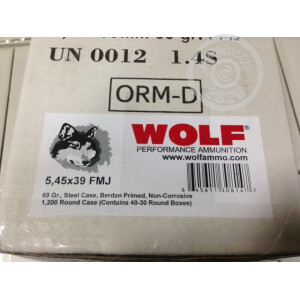 UN 0012 1.4S
ORM-D
WOLF®
PERFORMANCE AMMUNITION
www.wolfammo.com
5,45x39 FMJ
69 Gr., Steel Case, Berdan Primed, Non-Corrosive
1,200 Round Case (Contains 40-30 Round Boxes)